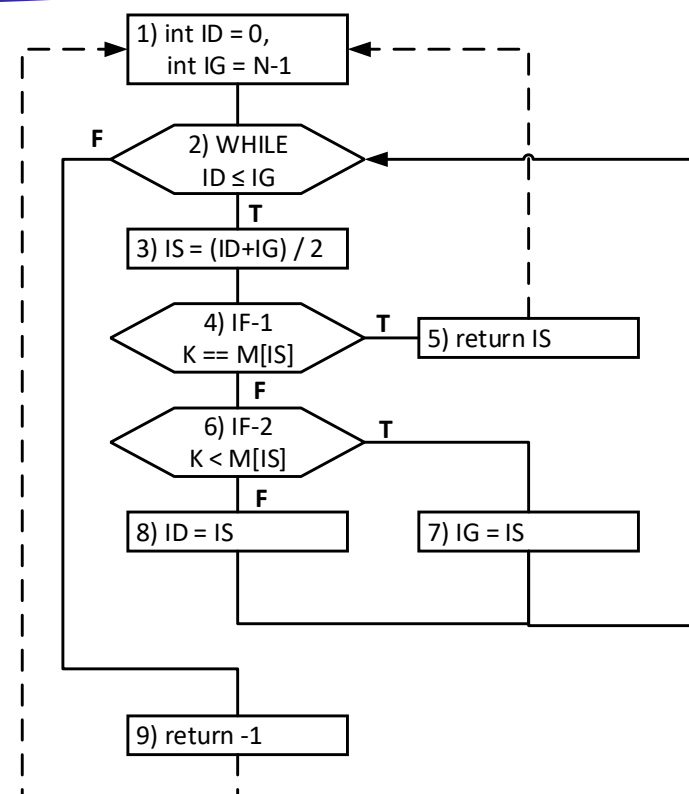 1) int ID = 0,
int IG = N-1
F
2) WHILE
ID ≤ IG
T
3) IS = (ID+IG) / 2
4) IF-1
K == M[IS]
T
5) return IS
F
6) IF-2
K < M[IS]
T
F
8) ID = IS
7) IG = IS
9) return -1